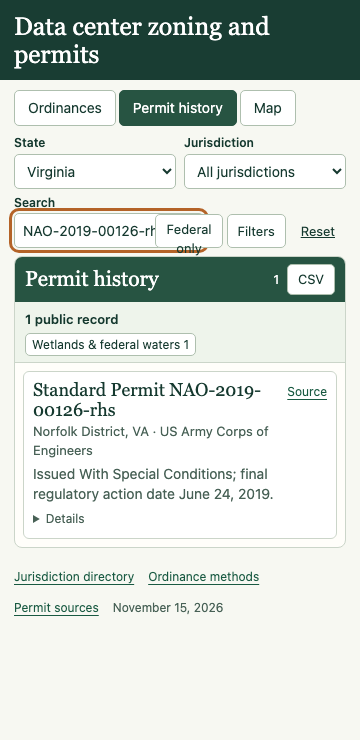 Data center zoning and
permits
Ordinances
Permit history
Map
State
Jurisdiction
Virginia
All jurisdictions
Search
NAO-2019-00126-rh
Federal
only
Filters
Reset
Permit history
1
CSV
1 public record
Wetlands & federal waters 1
Standard Permit NAO-2019-
00126-rhs
Source
Norfolk District, VA · US Army Corps of
Engineers
Issued With Special Conditions; final
regulatory action date June 24, 2019.
Details
Jurisdiction directory
Ordinance methods
Permit sources
November 15, 2026